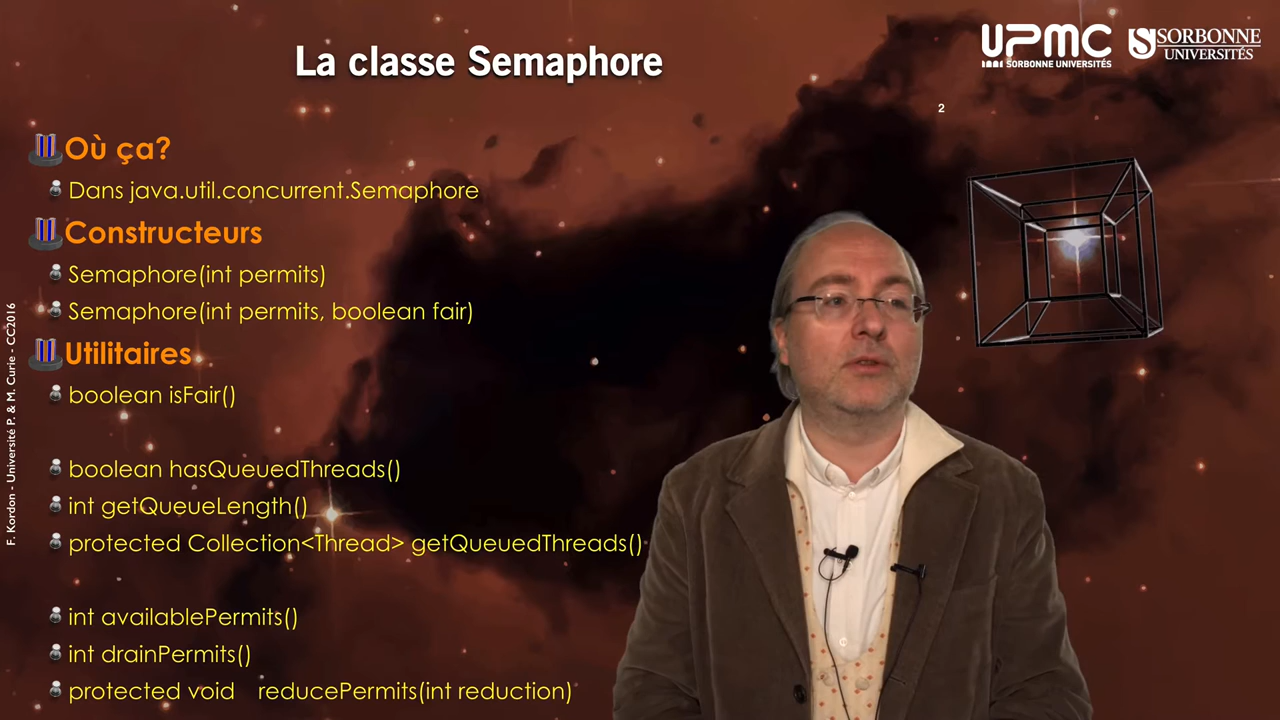 La classe Semaphore
UPMC
SORBONNE UNIVERSITÉS
SORBONNE
UNIVERSITÉS
2
Où ça?
Dans java.util.concurrent.Semaphore
Constructeurs
Semaphore(int permits)
Semaphore(int permits, boolean fair)
Utilitaires
boolean isFair()
boolean hasQueuedThreads()
int getQueueLength()
protected Collection<Thread> getQueuedThreads()
int availablePermits()
int drainPermits()
protected void reducePermits(int reduction)
F. Kordon - Université P. & M. Curie - CC2016